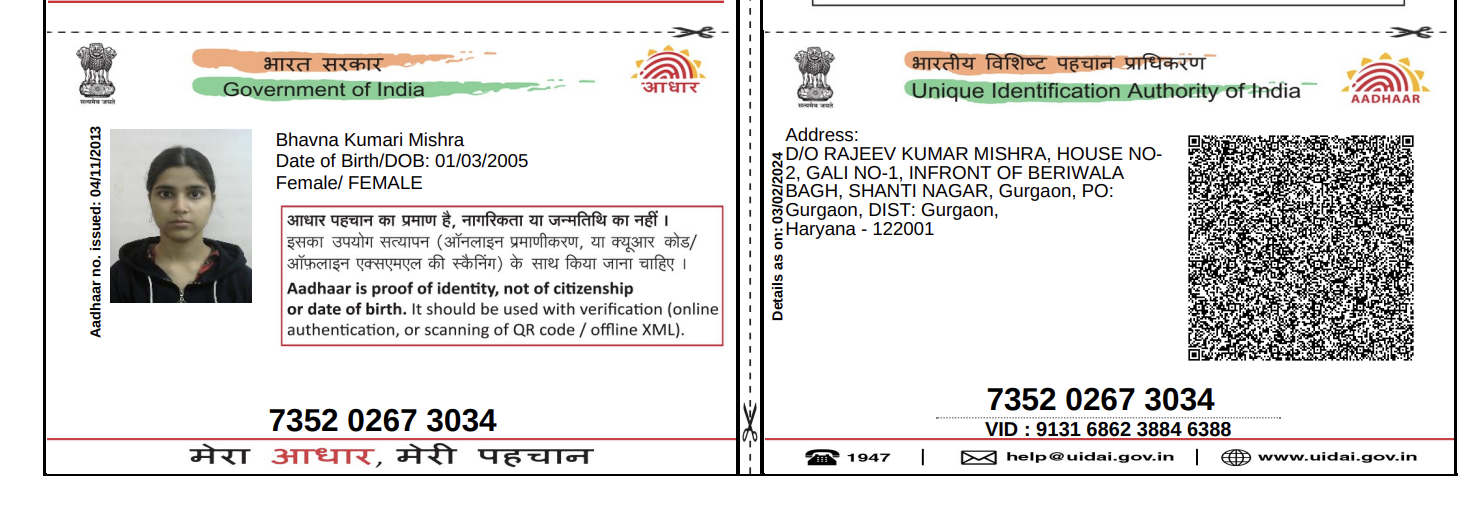 भारत सरकार
Government of India
आधार
सत्यमेव जयते
Aadhaar no. issued: 04/11/2013
Bhavna Kumari Mishra
Date of Birth/DOB: 01/03/2005
Female/ FEMALE
आधार पहचान का प्रमाण है, नागरिकता या जन्मतिथि का नहीं ।
इसका उपयोग सत्यापन (ऑनलाइन प्रमाणीकरण, या क्यूआर कोड/
ऑफ़लाइन एक्सएमएल की स्कैनिंग) के साथ किया जाना चाहिए ।
Aadhaar is proof of identity, not of citizenship
or date of birth. It should be used with verification (online
authentication, or scanning of QR code / offline XML).
7352 0267 3034
मेरा आधार, मेरी पहचान
भारतीय विशिष्ट पहचान प्राधिकरण
Unique Identification Authority of India
AADHAAR
सत्यमेव जयते
Details as on: 03/02/2024
Address:
D/O RAJEEV KUMAR MISHRA, HOUSE NO-
2, GALI NO-1, INFRONT OF BERIWALA
BAGH, SHANTI NAGAR, Gurgaon, PO:
Gurgaon, DIST: Gurgaon,
Haryana - 122001
7352 0267 3034
VID : 9131 6862 3884 6388
1947 | help@uidai.gov.in | www.uidai.gov.in